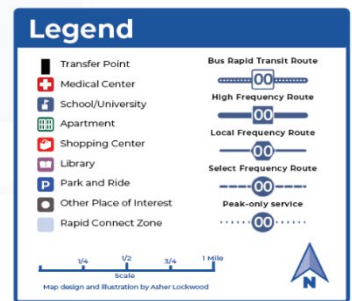 Legend
Transfer Point
Medical Center
School/University
Apartment
Shopping Center
Library
P Park and Ride
Other Place of Interest
Rapid Connect Zone
Bus Rapid Transit Route
00
High Frequency Route
00
Local Frequency Route
00
Select Frequency Route
00
Peak-only service
00
1/4 1/2 3/4 1 Mile
Scale
Map design and illustration by Asher Lockwood
N